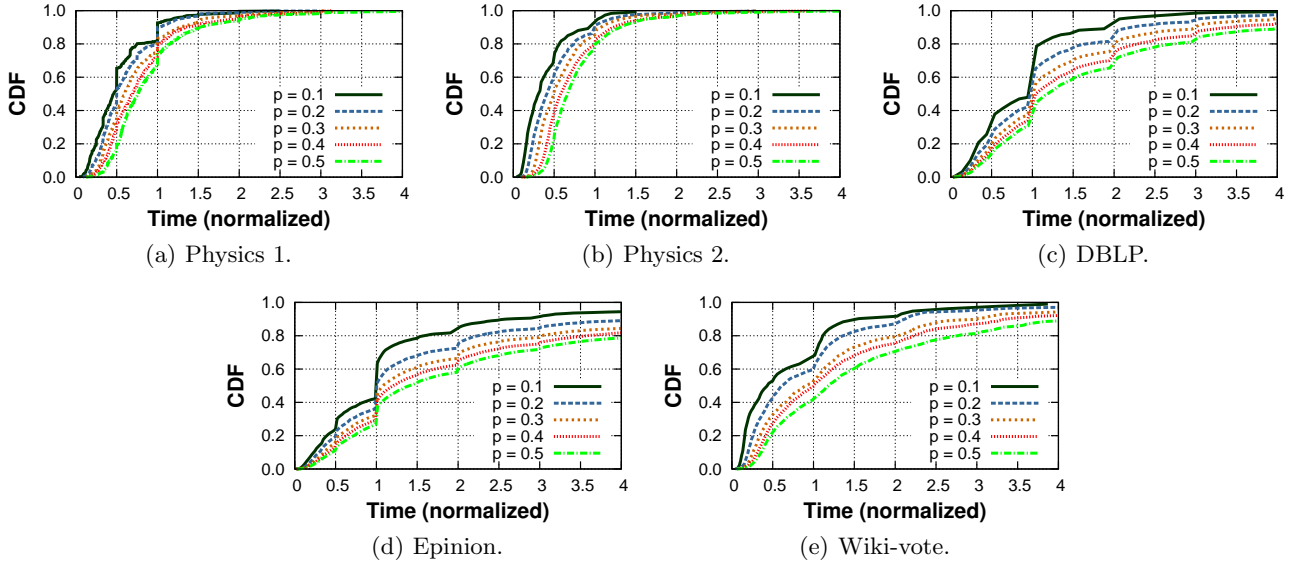 1.0
0.8
0.6
0.4
0.2
0.0
CDF
p = 0.1
p = 0.2
p = 0.3
p = 0.4
p = 0.5
0 0.5 1 1.5 2 2.5 3 3.5 4
Time (normalized)
(a) Physics 1.
1.0
0.8
0.6
0.4
0.2
0.0
CDF
p = 0.1
p = 0.2
p = 0.3
p = 0.4
p = 0.5
0 0.5 1 1.5 2 2.5 3 3.5 4
Time (normalized)
(b) Physics 2.
1.0
0.8
0.6
0.4
0.2
0.0
CDF
p = 0.1
p = 0.2
p = 0.3
p = 0.4
p = 0.5
0 0.5 1 1.5 2 2.5 3 3.5 4
Time (normalized)
(c) DBLP.
1.0
0.8
0.6
0.4
0.2
0.0
CDF
p = 0.1
p = 0.2
p = 0.3
p = 0.4
p = 0.5
0 0.5 1 1.5 2 2.5 3 3.5 4
Time (normalized)
(d) Epinion.
1.0
0.8
0.6
0.4
0.2
0.0
CDF
p = 0.1
p = 0.2
p = 0.3
p = 0.4
p = 0.5
0 0.5 1 1.5 2 2.5 3 3.5 4
Time (normalized)
(e) Wiki-vote.